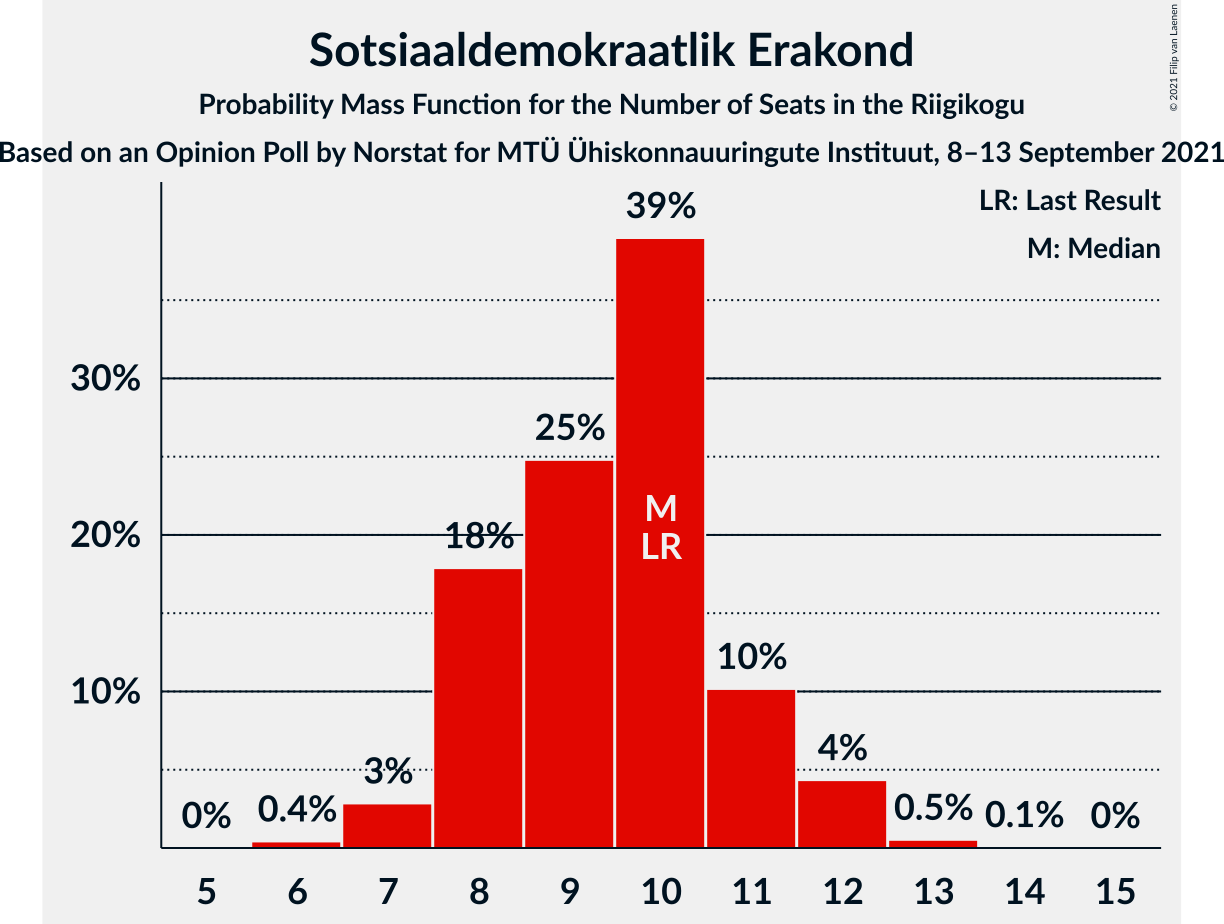 Sotsiaaldemokraatlik Erakond
Probability Mass Function for the Number of Seats in the Riigikogu
Based on an Opinion Poll by Norstat for MTÜ Ühiskonnauuringute Instituut, 8–13 September 2021
© 2021 Filip van Laenen
LR: Last Result
M: Median
39%
30%
25%
M
LR
20%
18%
10%
10%
4%
3%
0%
0.4%
0.5%
0.1%
0%
5 6 7 8 9 10 11 12 13 14 15